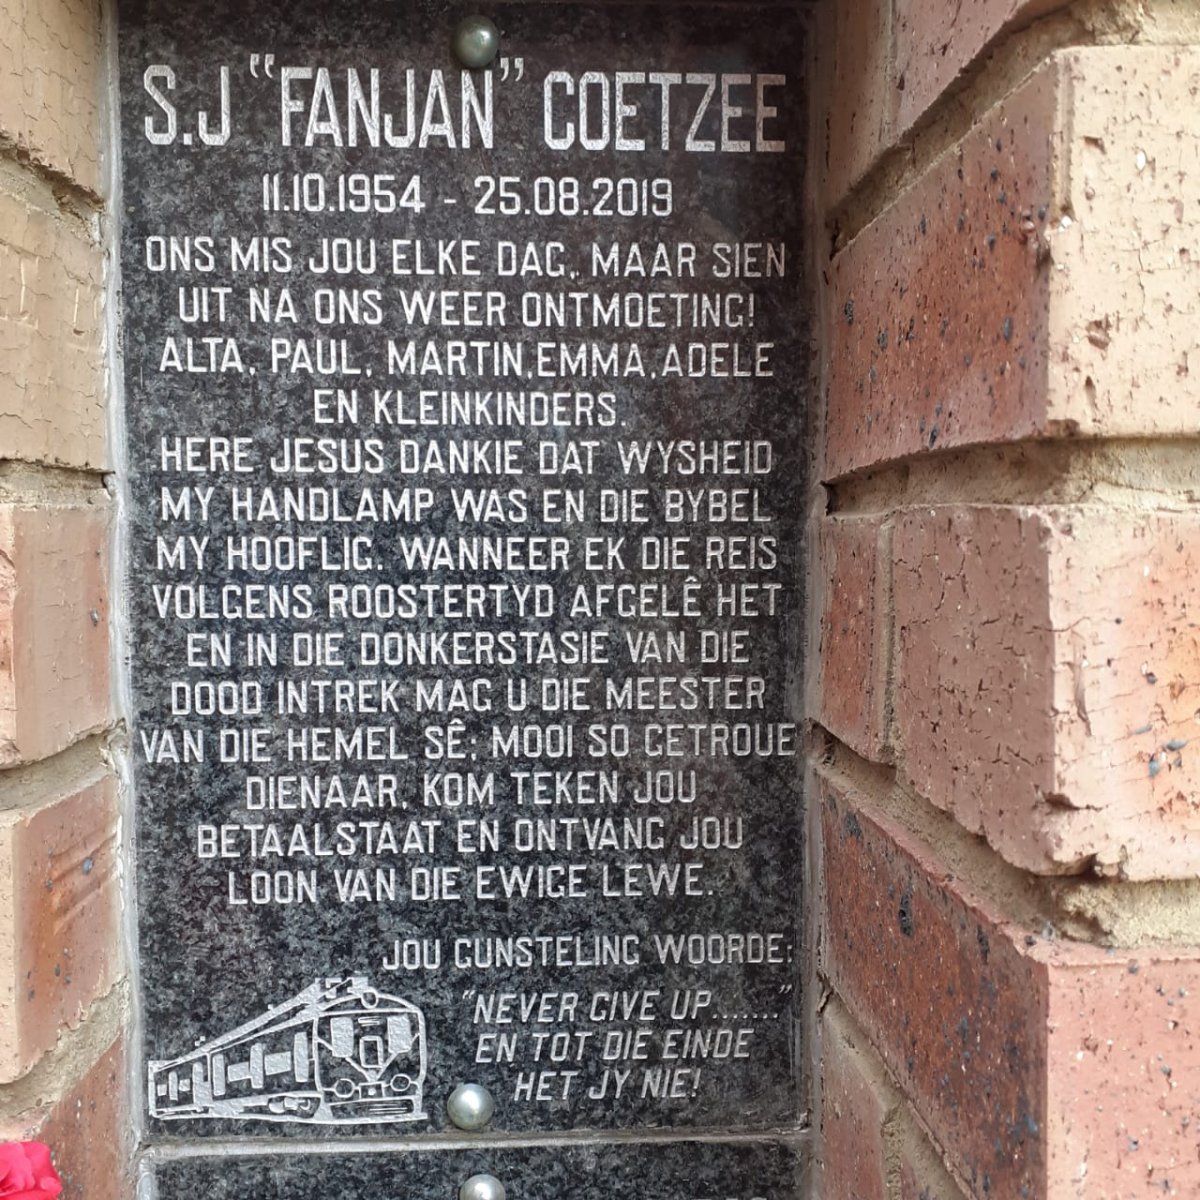 S.J "FANJAN" COETZEE
11.10.1954 - 25.08.2019
ONS MIS JOU ELKE DAG, MAAR SIEN
UIT NA ONS WEER ONTMOETING!
ALTA, PAUL, MARTIN, EMMA, ADELE
EN KLEINKINDERS.
HERE JESUS DANKIE DAT WYSHEID
MY HANDLAMP WAS EN DIE BYBEL
MY HOOFLIG. WANNEER EK DIE REIS
VOLGENS ROOSTERTYD AFGELÊ HET
EN IN DIE DONKERSTASIE VAN DIE
DOOD INTREK MAG U DIE MEESTER
VAN DIE HEMEL SÊ: MOOI SO GETROUE
DIENAAR, KOM TEKEN JOU
BETAALSTAAT EN ONTVANG JOU
LOON VAN DIE EWIGE LEWE.
JOU GUNSTELING WOORDE:
"NEVER GIVE UP......."
EN TOT DIE EINDE
HET JY NIE!